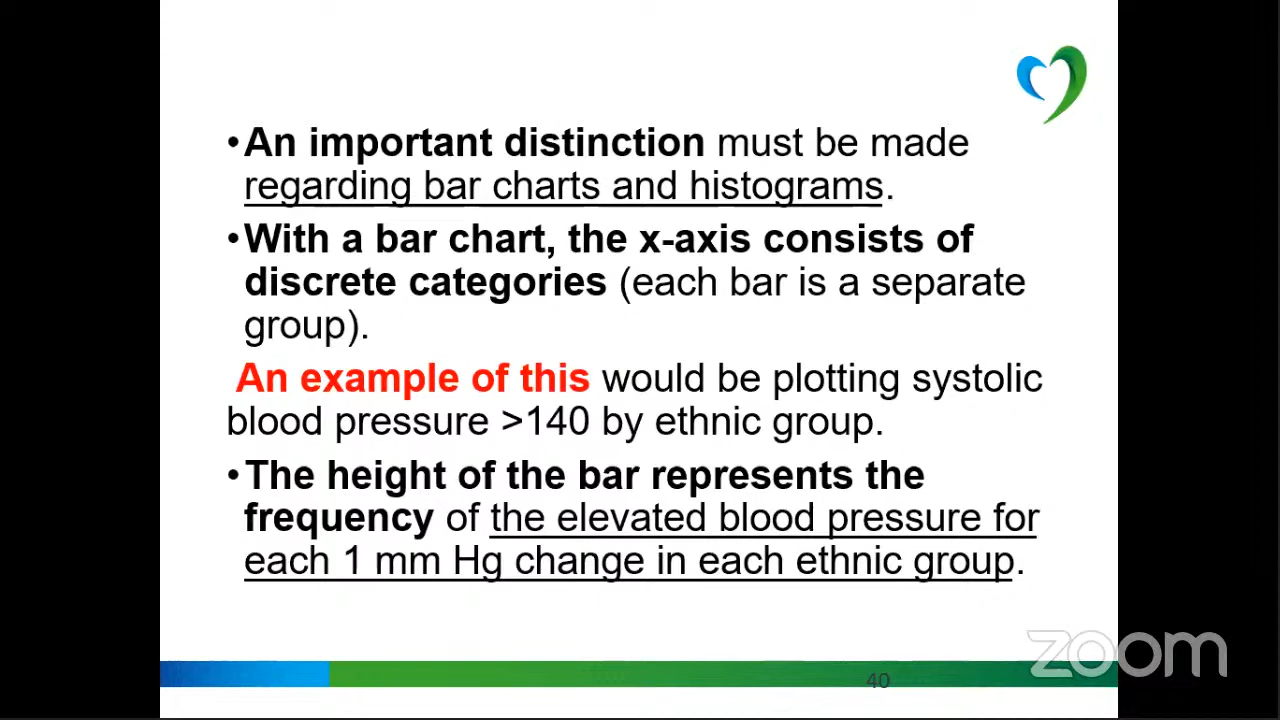 •An important distinction must be made
regarding bar charts and histograms.
•With a bar chart, the x-axis consists of
discrete categories (each bar is a separate
group).
An example of this would be plotting systolic
blood pressure >140 by ethnic group.
•The height of the bar represents the
frequency of the elevated blood pressure for
each 1 mm Hg change in each ethnic group.
zoom
40